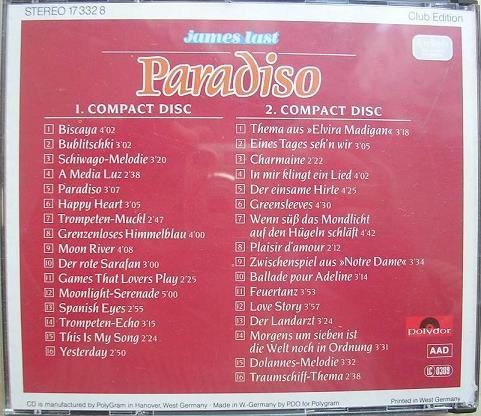 STEREO 17 332 8
Club Edition
james last
Paradiso
1. COMPACT DISC
1 Biscaya 4'02
2 Bublitschki 2'02
3 Schiwago-Melodie 3'20
4 A Media Luz 2'38
5 Paradiso 3'07
6 Happy Heart 3'05
7 Trompeten-Muckl 2'47
8 Grenzenloses Himmelblau 4'00
9 Moon River 4'08
10 Der rote Sarafan 3'00
11 Games That Lovers Play 2'25
12 Moonlight-Serenade 5'00
13 Spanish Eyes 2'55
14 Trompeten-Echo 3'15
15 This Is My Song 2'24
16 Yesterday 2'50
2. COMPACT DISC
1 Thema aus »Elvira Madigan« 3'18
2 Eines Tages seh'n wir 3'05
3 Charmaine 2'22
4 In mir klingt ein Lied 4'02
5 Der einsame Hirte 4'25
6 Greensleeves 4'30
7 Wenn süß das Mondlicht
auf den Hügeln schläft 4'42
8 Plaisir d'amour 2'12
9 Zwischenspiel aus »Notre Dame« 3'34
10 Ballade pour Adeline 3'14
11 Feuertanz 3'53
12 Love Story 3'57
13 Der Landarzt 3'24
14 Morgens um sieben ist
die Welt noch in Ordnung 3'31
15 Dolannes-Melodie 3'32
16 Traumschiff-Thema 2'38
polydor
AAD
LC 0309
CD is manufactured by PolyGram in Hanover, West Germany · Made in W.-Germany by PDO for Polygram
Printed in West Germany